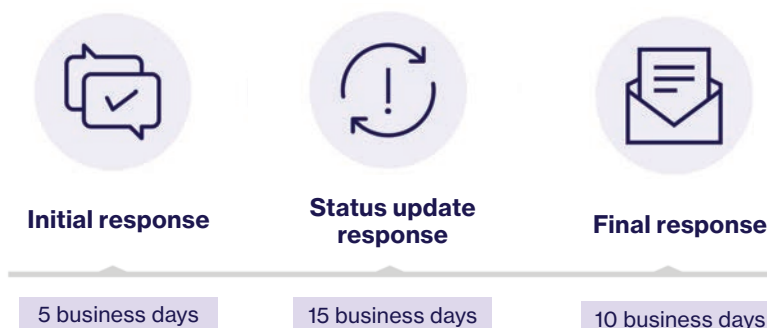 Initial response
Status update
response
Final response
5 business days
15 business days
10 business days